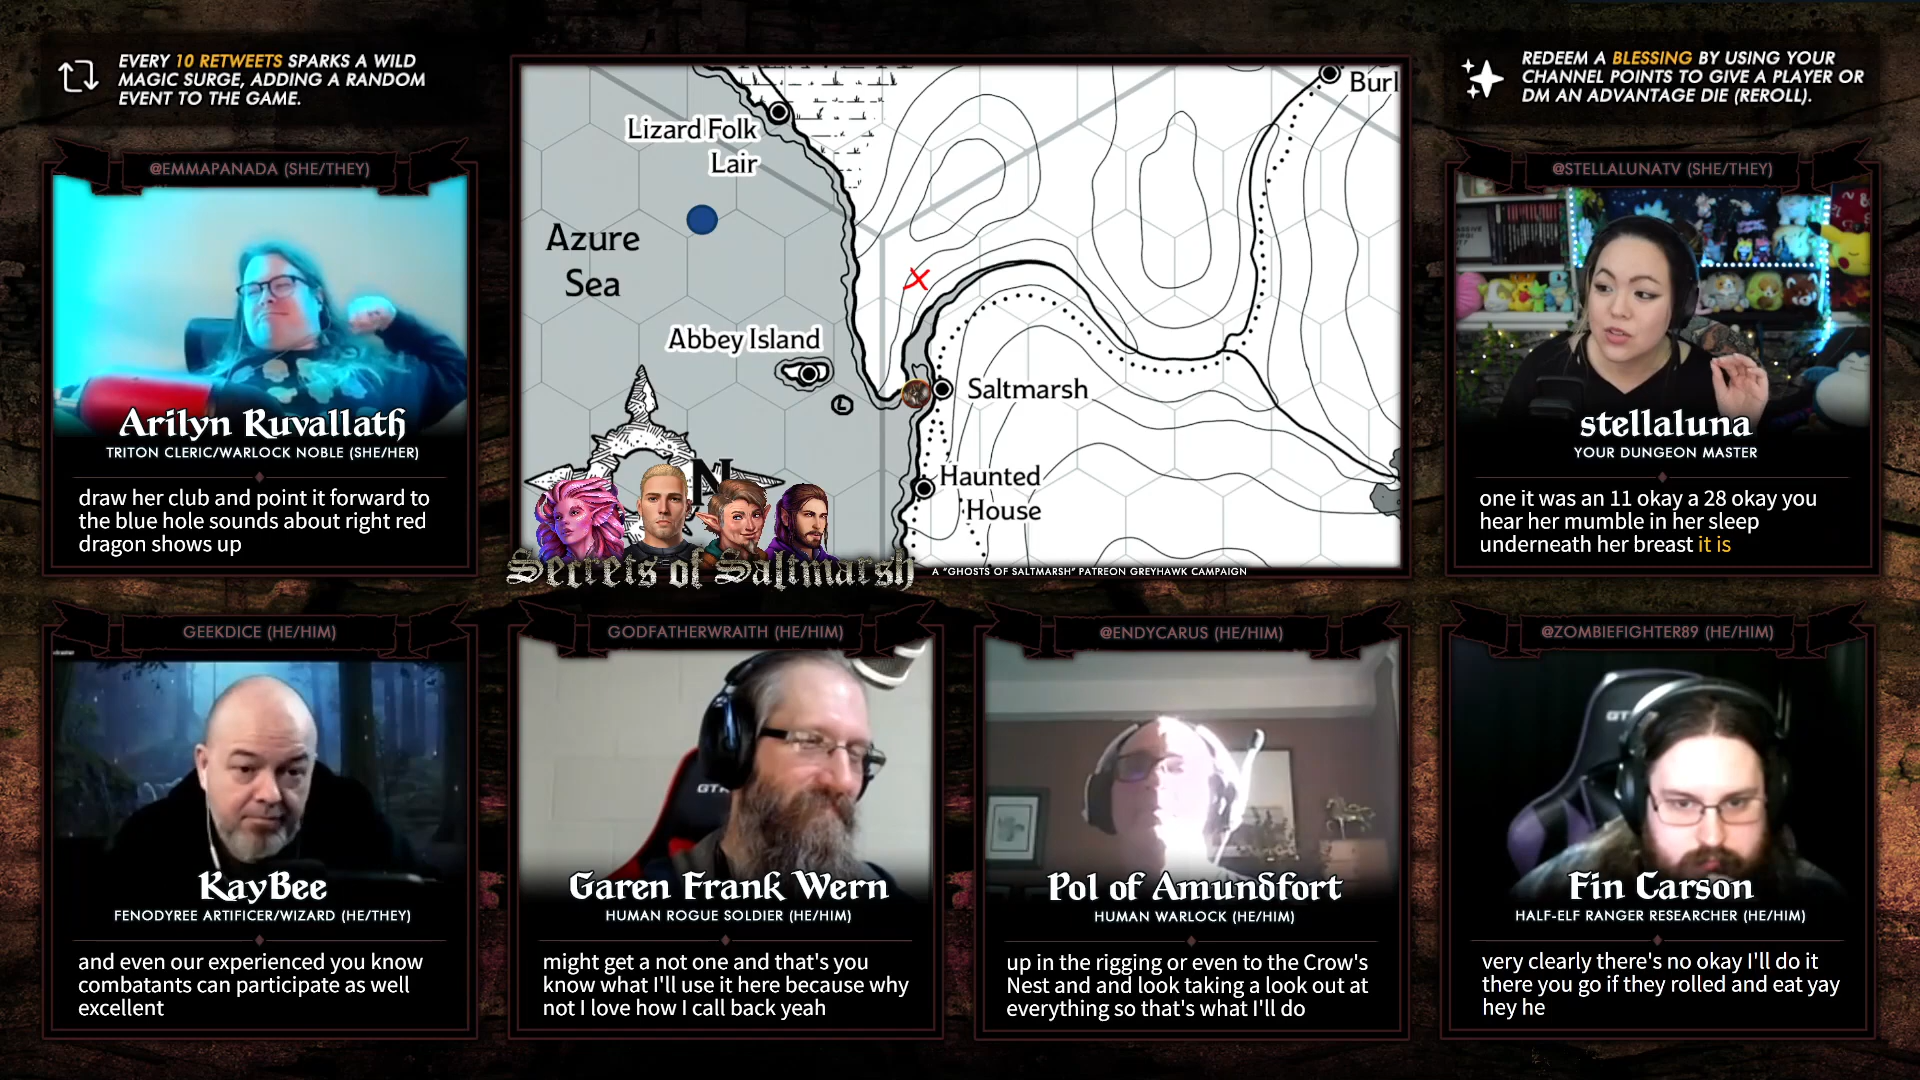 EVERY 10 RETWEETS SPARKS A WILD
MAGIC SURGE, ADDING A RANDOM
EVENT TO THE GAME.
REDEEM A BLESSING BY USING YOUR
CHANNEL POINTS TO GIVE A PLAYER OR
DM AN ADVANTAGE DIE (REROLL).
Burl
Lizard Folk
Lair
Azure
Sea
Abbey Island
Saltmarsh
Haunted
House
N
Secrets of Saltmarsh
A "GHOSTS OF SALTMARSH" PATREON GREYHAWK CAMPAIGN
@EMMAPANADA (SHE/THEY)
Arilyn Ruvallath
TRITON CLERIC/WARLOCK NOBLE (SHE/HER)
draw her club and point it forward to
the blue hole sounds about right red
dragon shows up
@STELLALUNATV (SHE/THEY)
stellaluna
YOUR DUNGEON MASTER
one it was an 11 okay a 28 okay you
hear her mumble in her sleep
underneath her breast it is
GEEKDICE (HE/HIM)
KayBee
FENODYREE ARTIFICER/WIZARD (HE/THEY)
and even our experienced you know
combatants can participate as well
excellent
GODFATHERWRAITH (HE/HIM)
GTR
Garen Frank Wern
HUMAN ROGUE SOLDIER (HE/HIM)
might get a not one and that's you
know what I'll use it here because why
not I love how I call back yeah
@ENDYCARUS (HE/HIM)
Pol of Amundfort
HUMAN WARLOCK (HE/HIM)
up in the rigging or even to the Crow's
Nest and and look taking a look out at
everything so that's what I'll do
@ZOMBIEFIGHTER89 (HE/HIM)
GT
Fin Carson
HALF-ELF RANGER RESEARCHER (HE/HIM)
very clearly there's no okay I'll do it
there you go if they rolled and eat yay
hey he